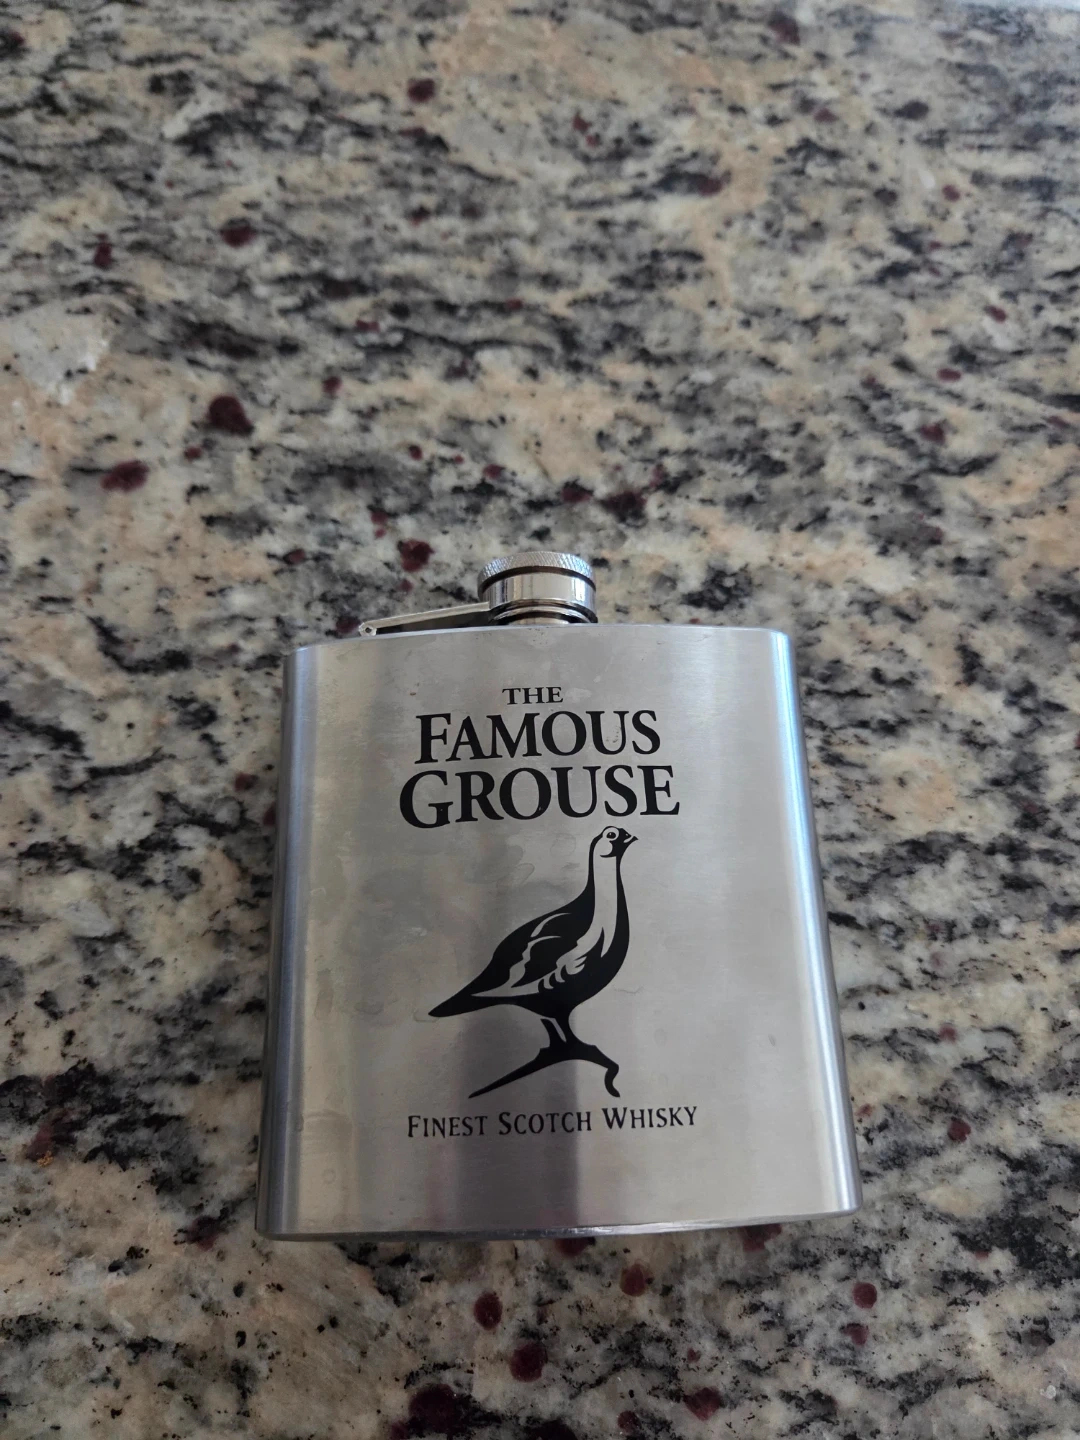 THE
FAMOUS
GROUSE
FINEST SCOTCH WHISKY